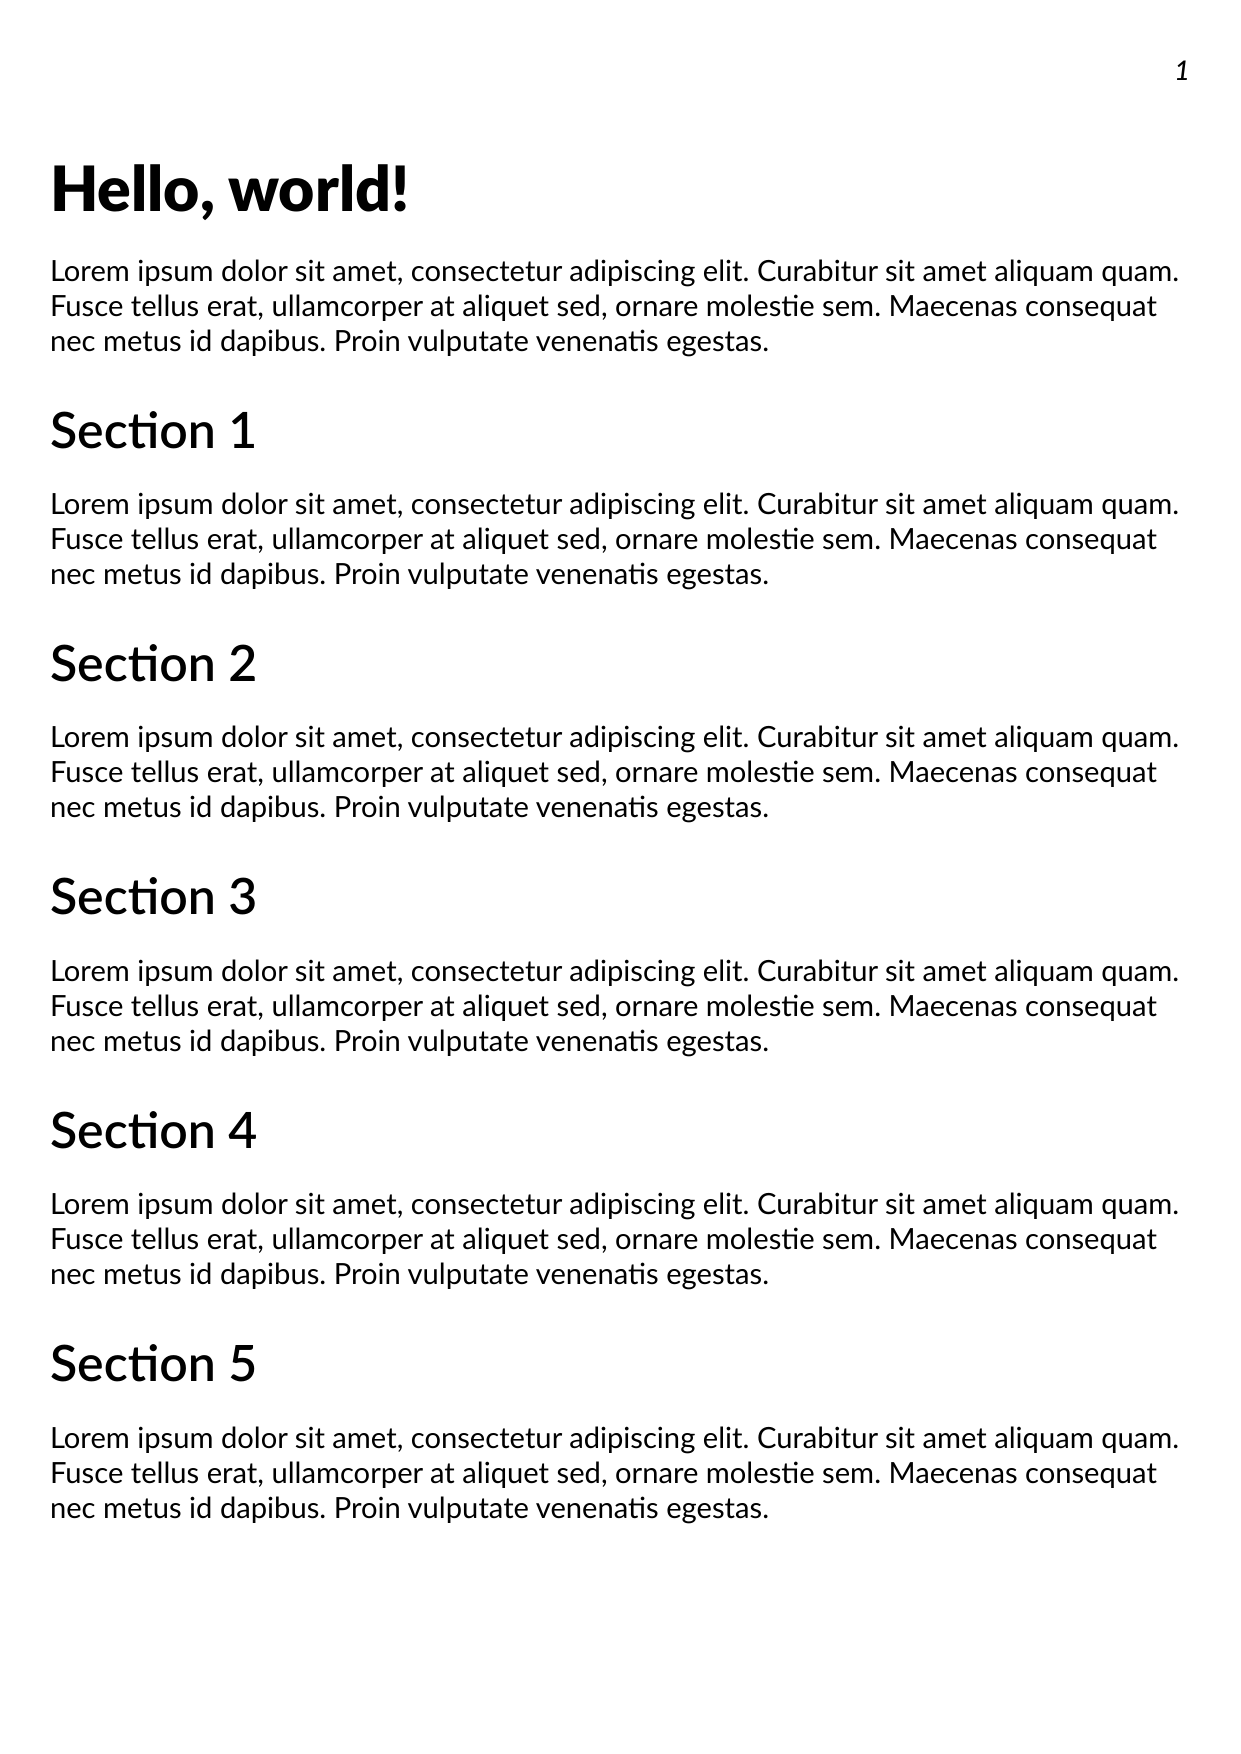 1
Hello, world!
Lorem ipsum dolor sit amet, consectetur adipiscing elit. Curabitur sit amet aliquam quam.
Fusce tellus erat, ullamcorper at aliquet sed, ornare molestie sem. Maecenas consequat
nec metus id dapibus. Proin vulputate venenatis egestas.
Section 1
Lorem ipsum dolor sit amet, consectetur adipiscing elit. Curabitur sit amet aliquam quam.
Fusce tellus erat, ullamcorper at aliquet sed, ornare molestie sem. Maecenas consequat
nec metus id dapibus. Proin vulputate venenatis egestas.
Section 2
Lorem ipsum dolor sit amet, consectetur adipiscing elit. Curabitur sit amet aliquam quam.
Fusce tellus erat, ullamcorper at aliquet sed, ornare molestie sem. Maecenas consequat
nec metus id dapibus. Proin vulputate venenatis egestas.
Section 3
Lorem ipsum dolor sit amet, consectetur adipiscing elit. Curabitur sit amet aliquam quam.
Fusce tellus erat, ullamcorper at aliquet sed, ornare molestie sem. Maecenas consequat
nec metus id dapibus. Proin vulputate venenatis egestas.
Section 4
Lorem ipsum dolor sit amet, consectetur adipiscing elit. Curabitur sit amet aliquam quam.
Fusce tellus erat, ullamcorper at aliquet sed, ornare molestie sem. Maecenas consequat
nec metus id dapibus. Proin vulputate venenatis egestas.
Section 5
Lorem ipsum dolor sit amet, consectetur adipiscing elit. Curabitur sit amet aliquam quam.
Fusce tellus erat, ullamcorper at aliquet sed, ornare molestie sem. Maecenas consequat
nec metus id dapibus. Proin vulputate venenatis egestas.